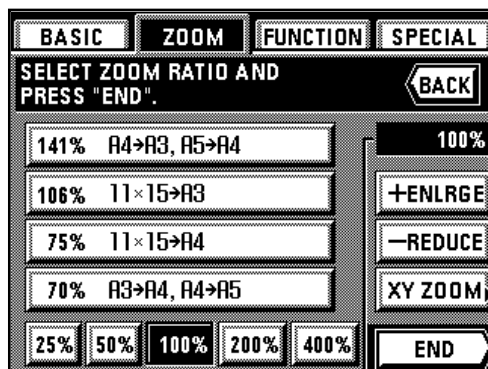 BASIC ZOOM FUNCTION SPECIAL
SELECT ZOOM RATIO AND
PRESS "END".
BACK
100%
141% A4→A3, A5→A4
106% 11×15→A3
+ENLRGE
75% 11×15→A4
−REDUCE
70% A3→A4, A4→A5
XY ZOOM
25% 50% 100% 200% 400%
END